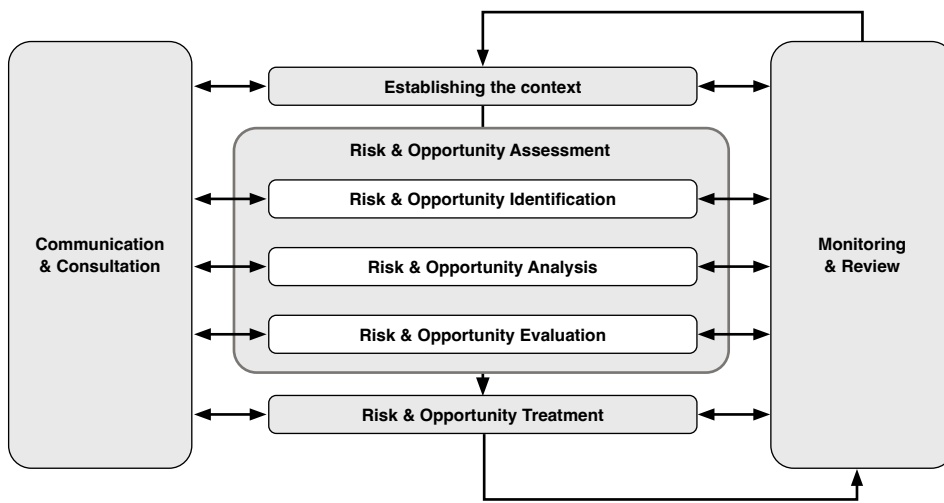 Establishing the context
Risk & Opportunity Assessment
Risk & Opportunity Identification
Communication
& Consultation
Risk & Opportunity Analysis
Monitoring
& Review
Risk & Opportunity Evaluation
Risk & Opportunity Treatment